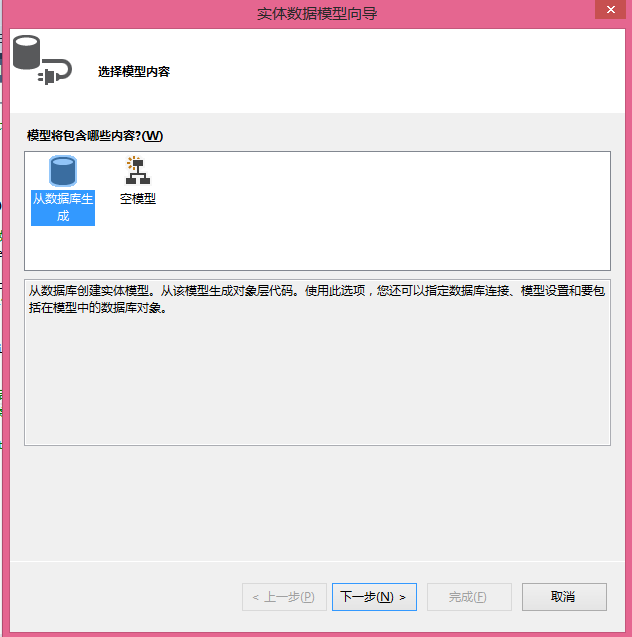 实体数据模型向导
选择模型内容
模型将包含哪些内容?(W)
从数据库生
成
空模型
从数据库创建实体模型。从该模型生成对象层代码。使用此选项，您还可以指定数据库连接、模型设置和要包
括在模型中的数据库对象。
< 上一步(P)
下一步(N) >
完成(F)
取消